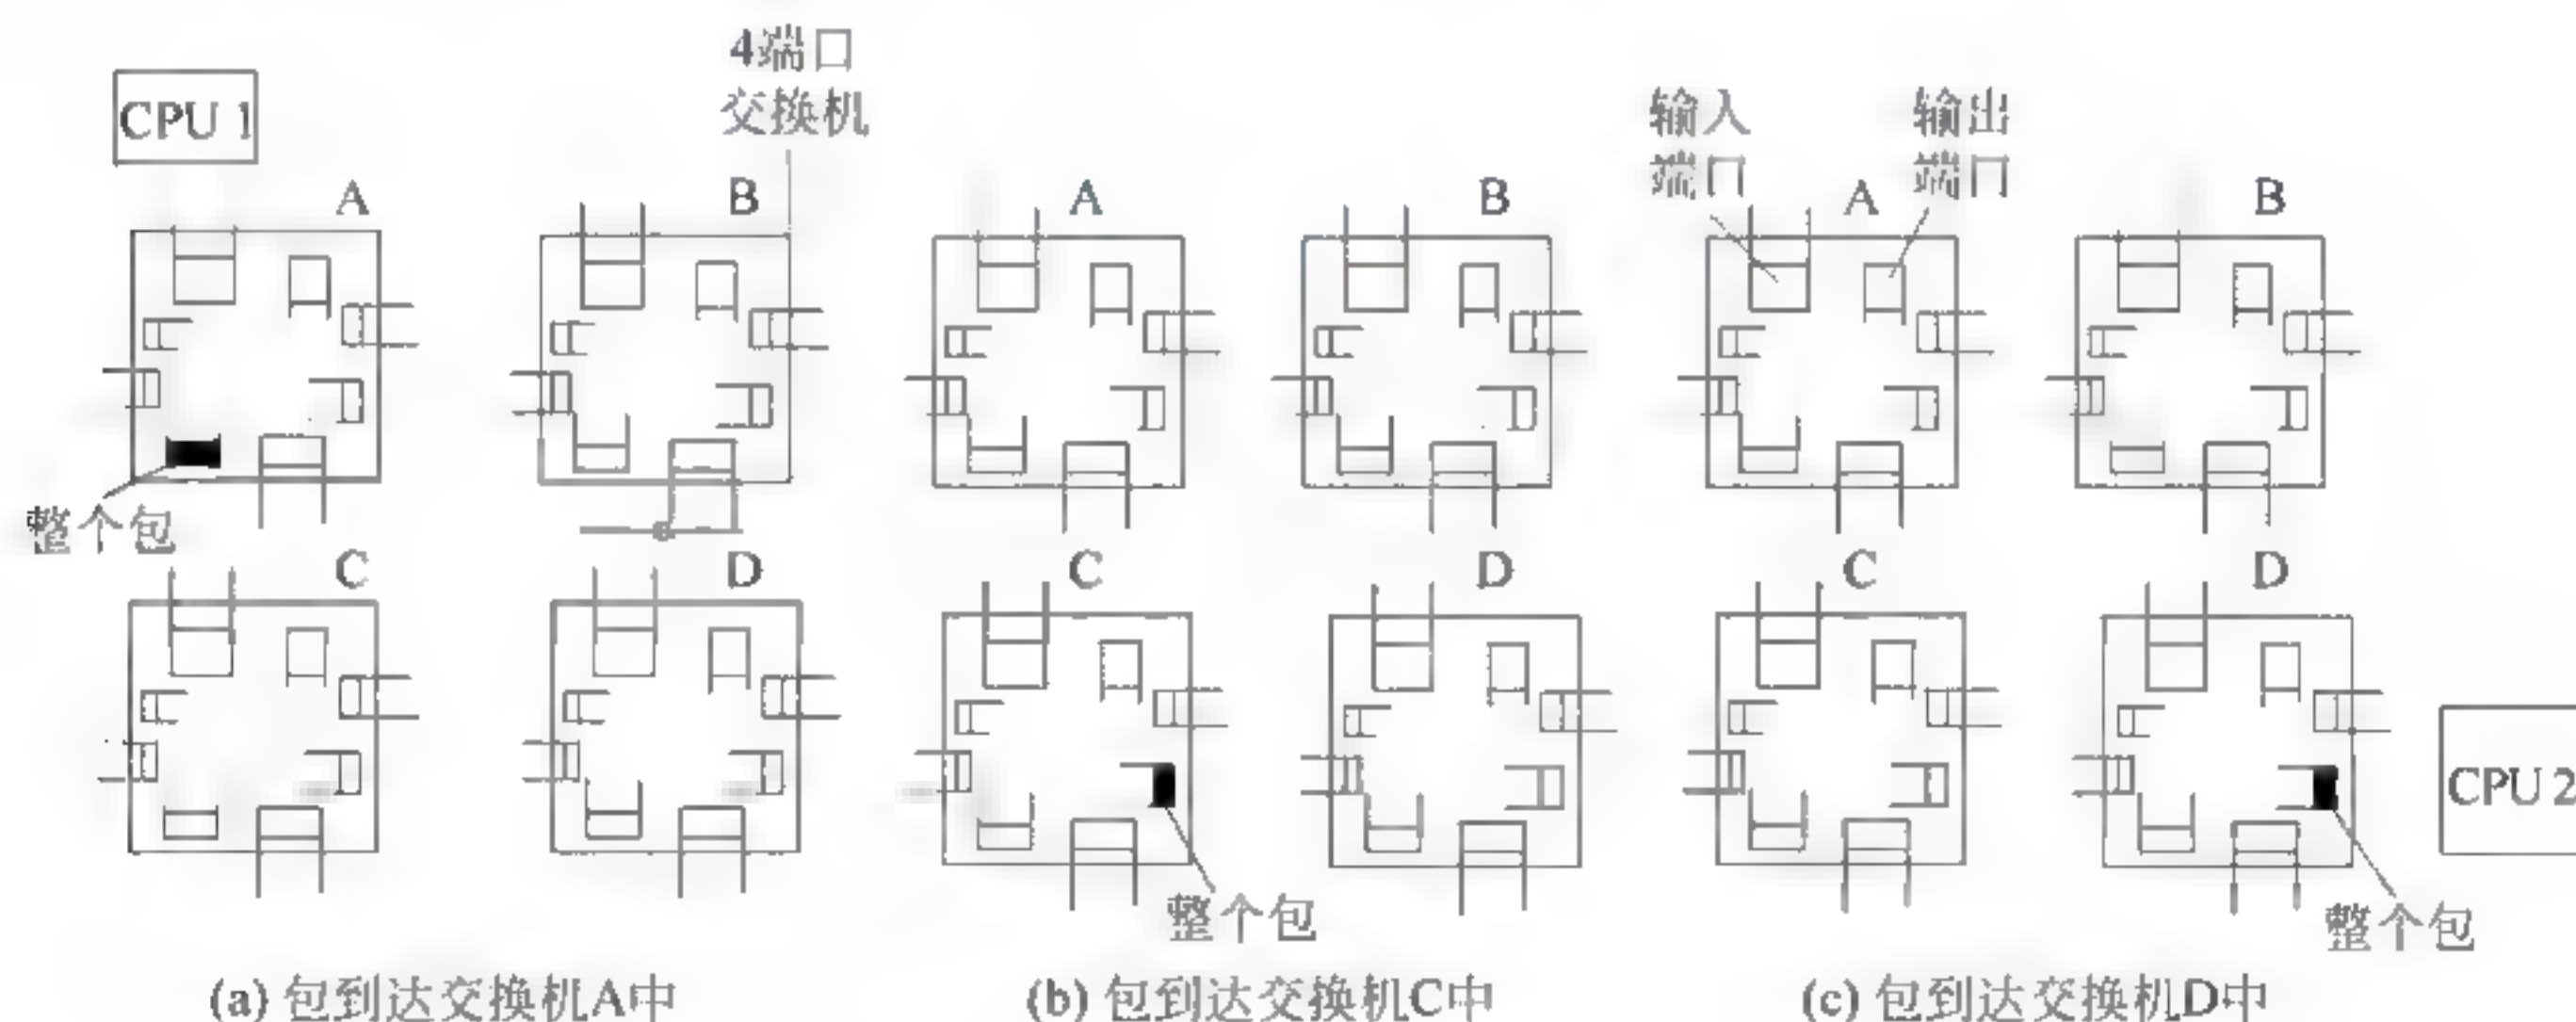 4端口
交换机
CPU 1
A
B
整个包
C
D
(a) 包到达交换机A中
A
B
C
D
整个包
(b) 包到达交换机C中
输入
端口
输出
端口
A
B
C
D
CPU 2
整个包
(c) 包到达交换机D中